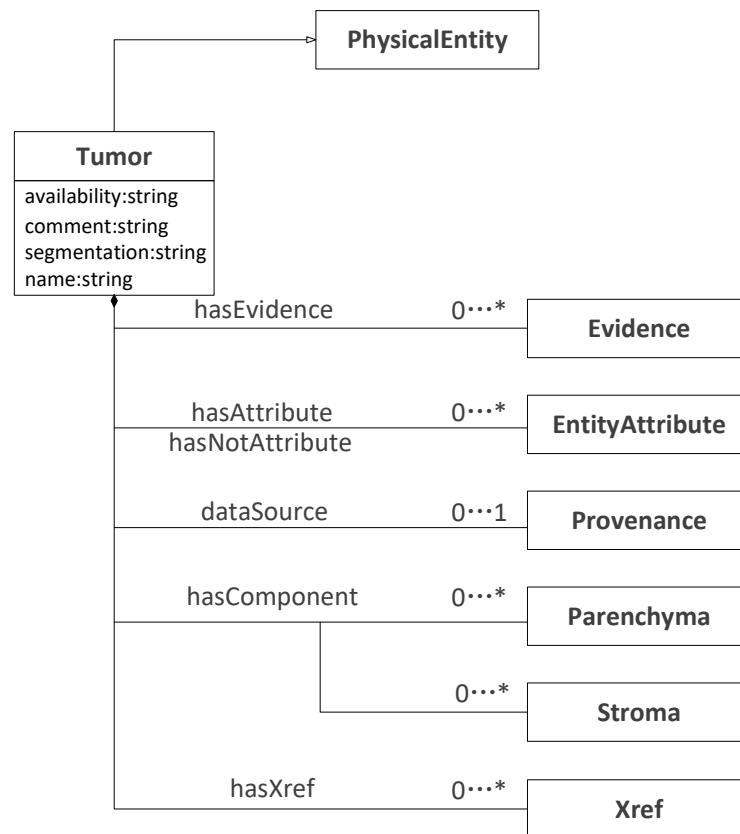 PhysicalEntity
Tumor
availability:string
comment:string
segmentation:string
name:string
hasEvidence 0···*
Evidence
hasAttribute 0···*
EntityAttribute
hasNotAttribute
dataSource 0···1
Provenance
hasComponent 0···*
Parenchyma
0···*
Stroma
hasXref 0···*
Xref